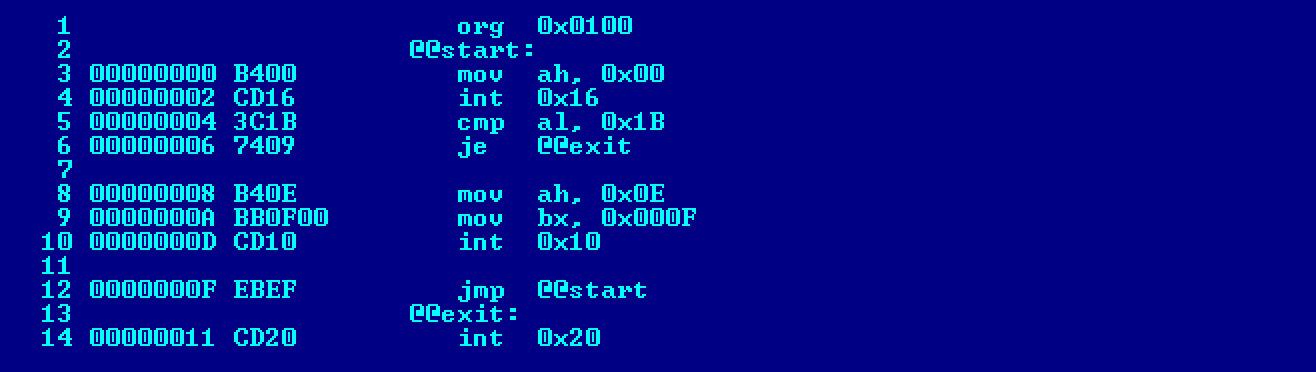 1                        org  0x0100
2                     @@start:
3 00000000 B400          mov  ah, 0x00
4 00000002 CD16          int  0x16
5 00000004 3C1B          cmp  al, 0x1B
6 00000006 7409          je   @@exit
7
8 00000008 B40E          mov  ah, 0x0E
9 0000000A BB0F00        mov  bx, 0x000F
10 0000000D CD10          int  0x10
11
12 0000000F EBEF          jmp  @@start
13                     @@exit:
14 00000011 CD20          int  0x20